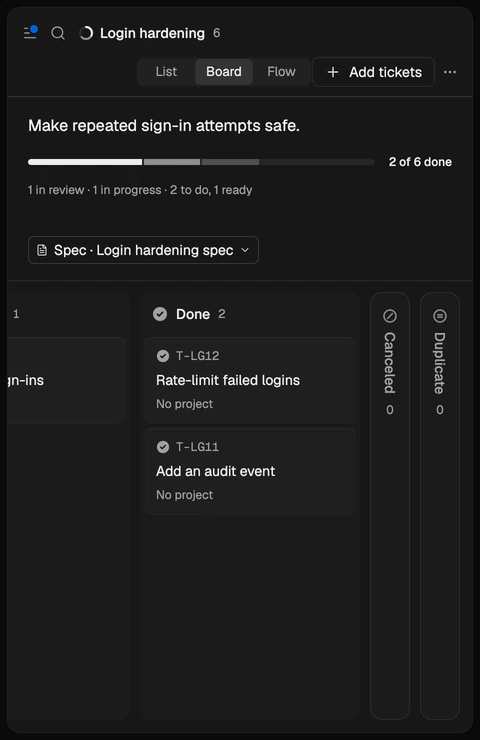 Login hardening 6
List Board Flow + Add tickets ...
Make repeated sign-in attempts safe.
2 of 6 done
1 in review · 1 in progress · 2 to do, 1 ready
Spec · Login hardening spec
1
gn-ins
Done 2
T-LG12
Rate-limit failed logins
No project
T-LG11
Add an audit event
No project
Canceled 0
Duplicate 0